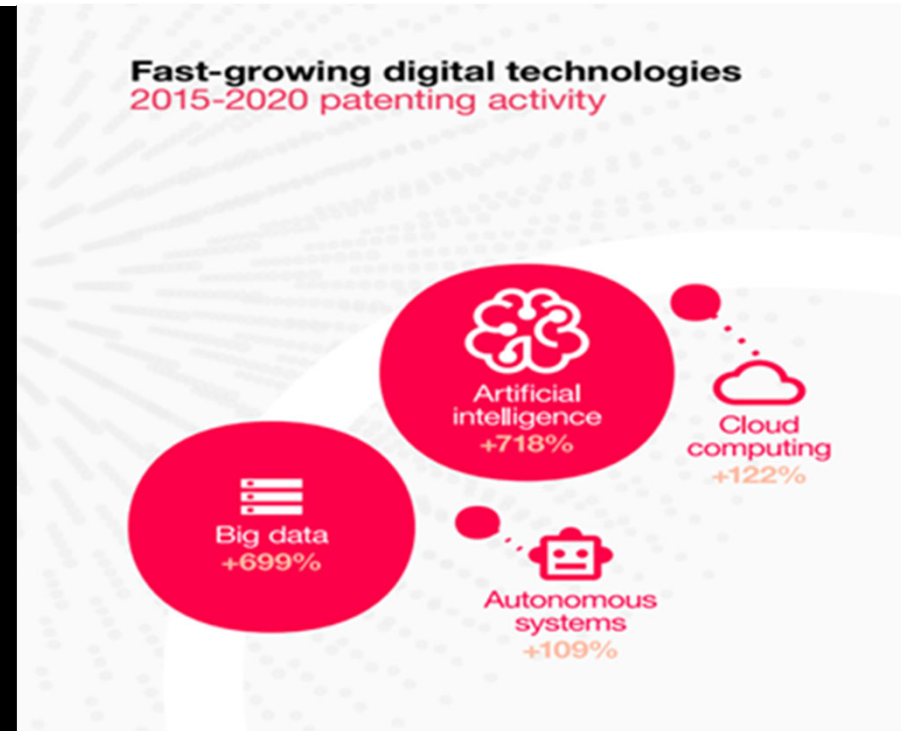 Fast-growing digital technologies
2015-2020 patenting activity
Artificial
intelligence
+718%
Cloud
computing
+122%
Big data
+699%
Autonomous
systems
+109%